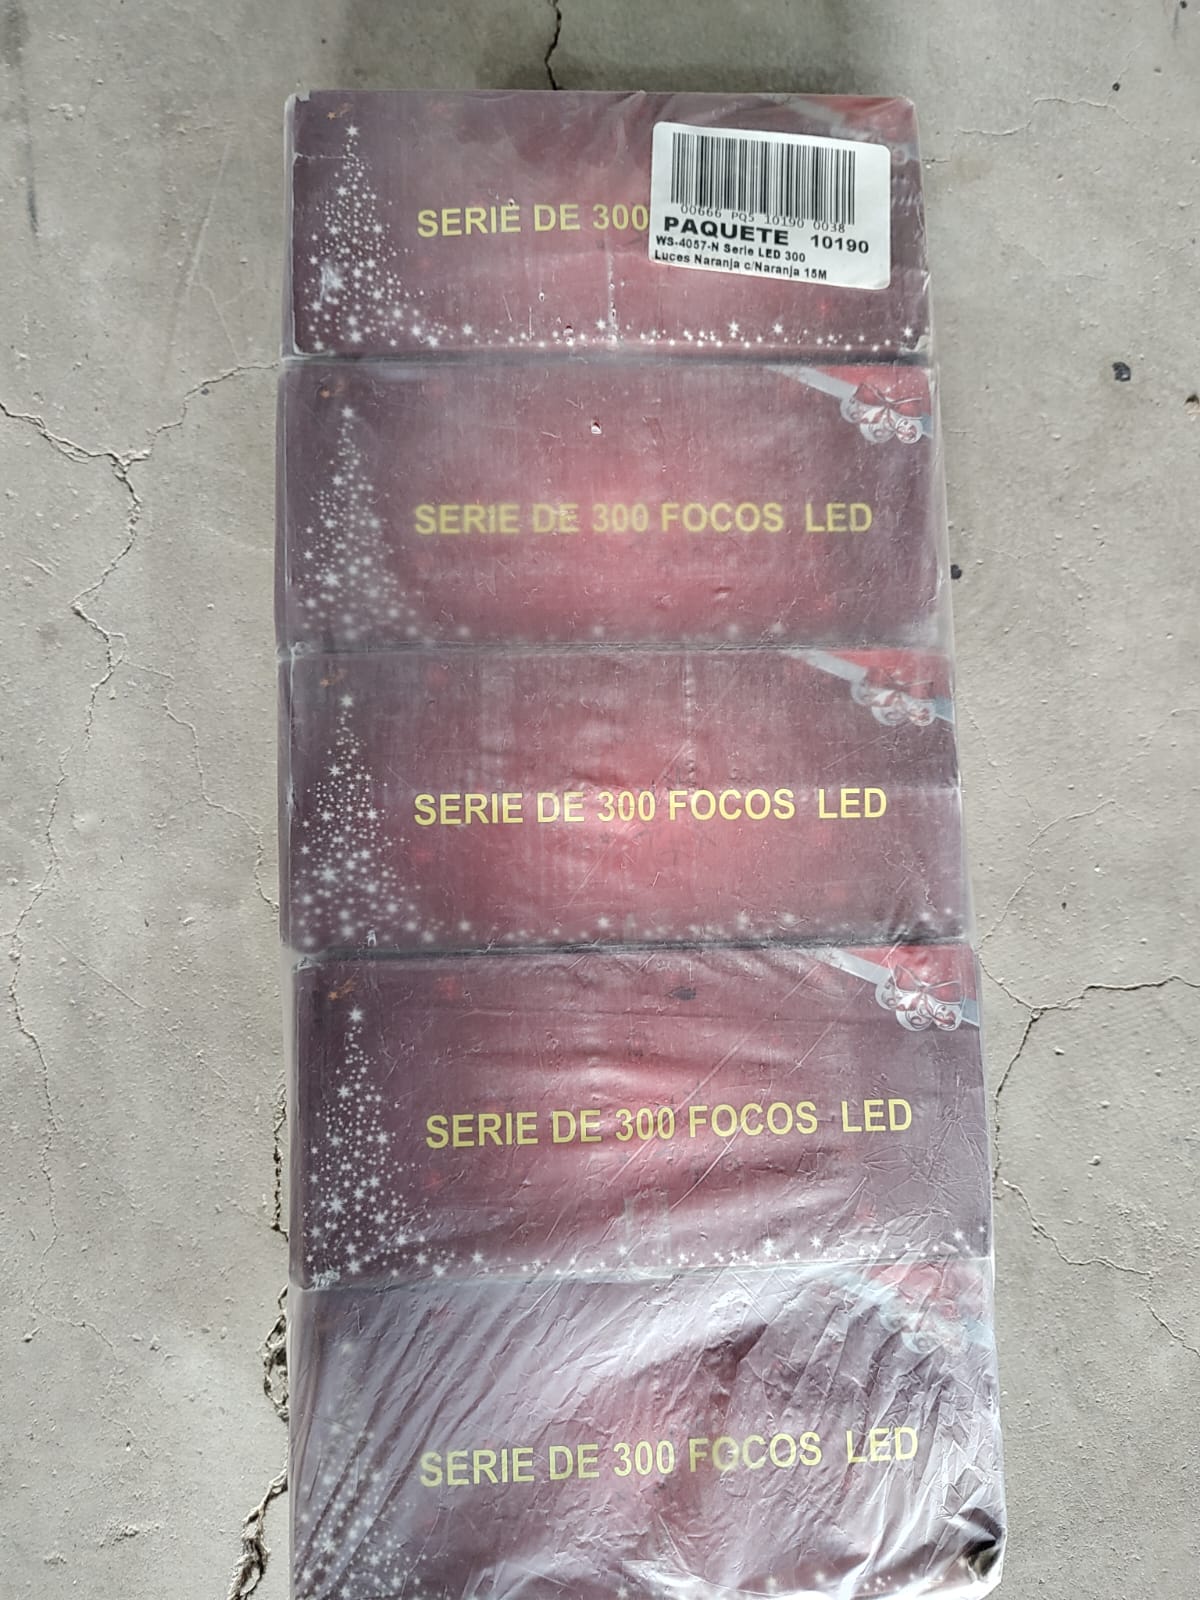 SERIE DE 300
00666 PQ5 10190 0038
PAQUETE 10190
WS-4057-N Serie LED 300
Luces Naranja c/Naranja 15M
SERIE DE 300 FOCOS LED
SERIE DE 300 FOCOS LED
SERIE DE 300 FOCOS LED
SERIE DE 300 FOCOS LED